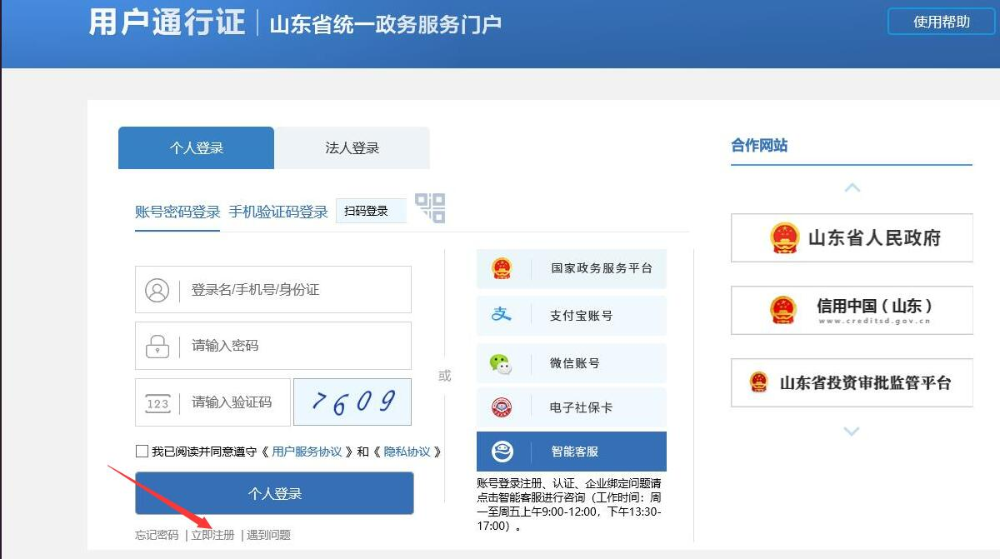 用户通行证
山东省统一政务服务门户
使用帮助
个人登录
法人登录
账号密码登录
手机验证码登录
扫码登录
登录名/手机号/身份证
请输入密码
123
请输入验证码
7609
我已阅读并同意遵守《用户服务协议》和《隐私协议》
个人登录
忘记密码 |立即注册 |遇到问题
或
国家政务服务平台
支付宝账号
微信账号
电子社保卡
智能客服
账号登录注册、认证、企业绑定问题请
点击智能客服进行咨询（工作时间：周
一至周五上午9:00-12:00，下午13:30-
17:00）。
合作网站
山东省人民政府
信用中国（山东）
www.creditsd.gov.cn
山东省投资审批监管平台